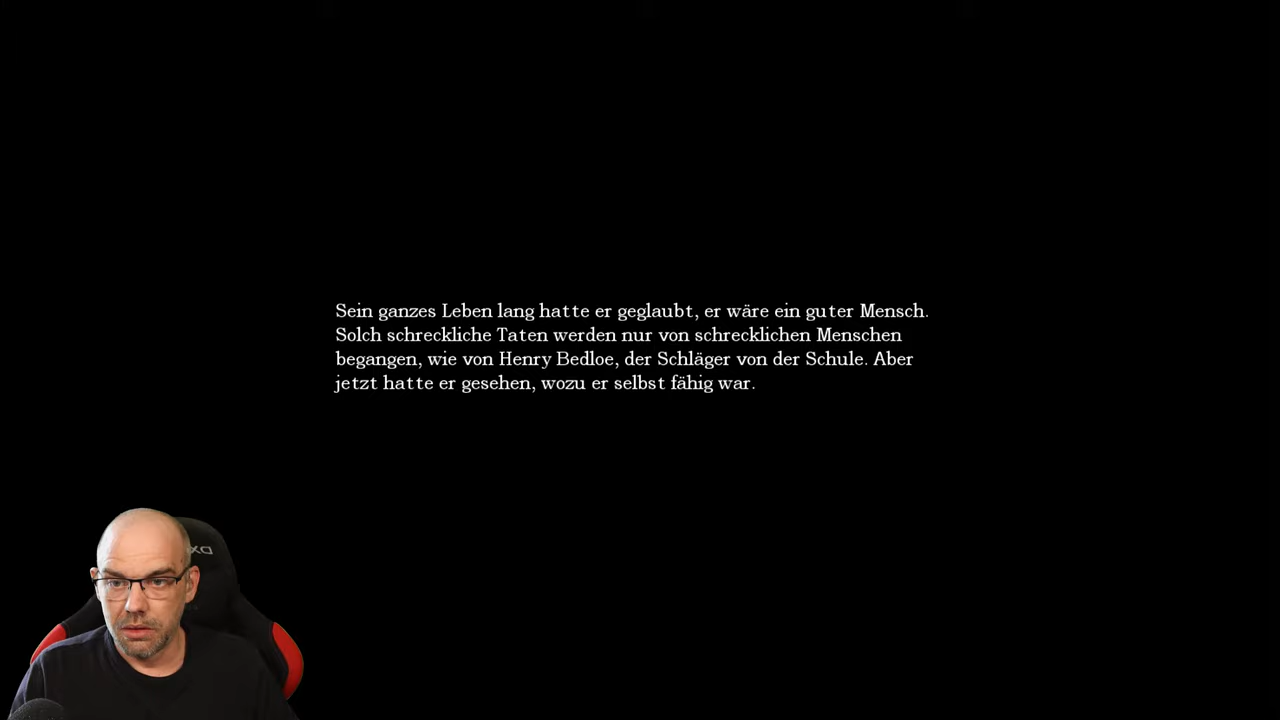 Sein ganzes Leben lang hatte er geglaubt, er wäre ein guter Mensch.
Solch schreckliche Taten werden nur von schrecklichen Menschen
begangen, wie von Henry Bedloe, der Schläger von der Schule. Aber
jetzt hatte er gesehen, wozu er selbst fähig war.